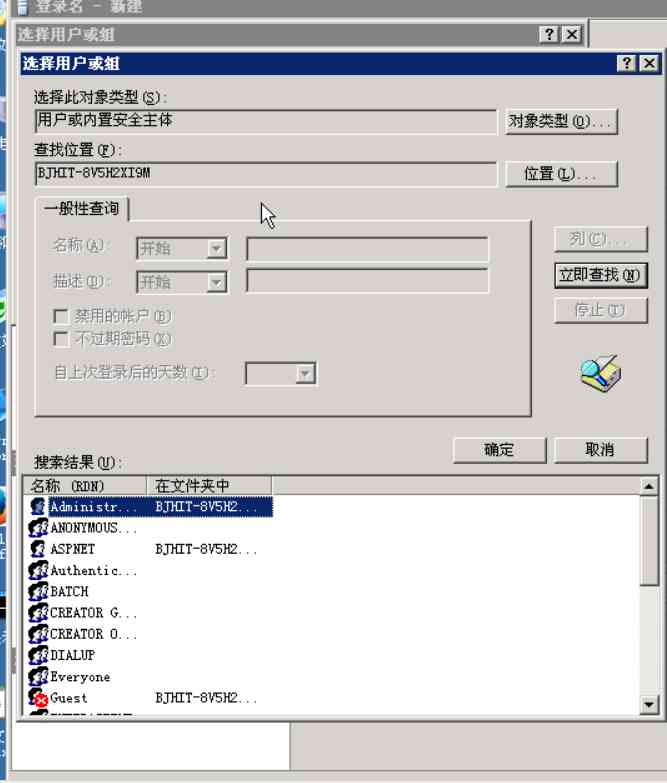 登录名 - 新建
选择用户或组
选择用户或组
选择此对象类型(S):
用户或内置安全主体
对象类型(O)...
查找位置(F):
BJHIT-8V5H2XI9M
位置(L)...
一般性查询
名称(A):
开始
列(C)...
描述(D):
开始
立即查找(N)
禁用的帐户(B)
停止(T)
不过期密码(X)
自上次登录后的天数(I):
确定
取消
搜索结果(U):
名称 (RDN)
在文件夹中
Administr...
BJHIT-8V5H2...
ANONYMOUS...
ASPNET
BJHIT-8V5H2...
Authentic...
BATCH
CREATOR G...
CREATOR O...
DIALUP
Everyone
Guest
BJHIT-8V5H2...